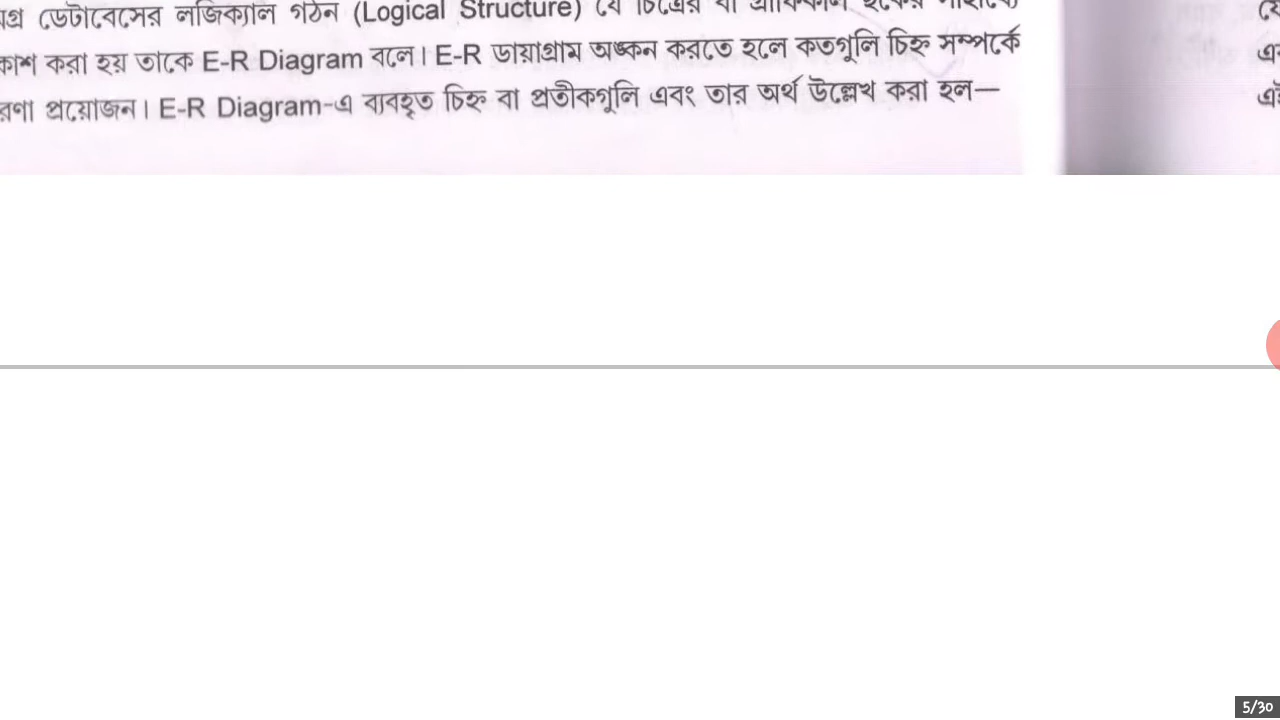 ডেটাবেসের লজিক্যাল গঠন (Logical Structure) যে চিত্রের বা
করা হয় তাকে E-R Diagram বলে। E-R ডায়াগ্রাম অঙ্কন করতে হলে কতগুলি চিহ্ন সম্পর্কে
প্রয়োজন। E-R Diagram-এ ব্যবহৃত চিহ্ন বা প্রতীকগুলি এবং তার অর্থ উল্লেখ করা হল—
5/30